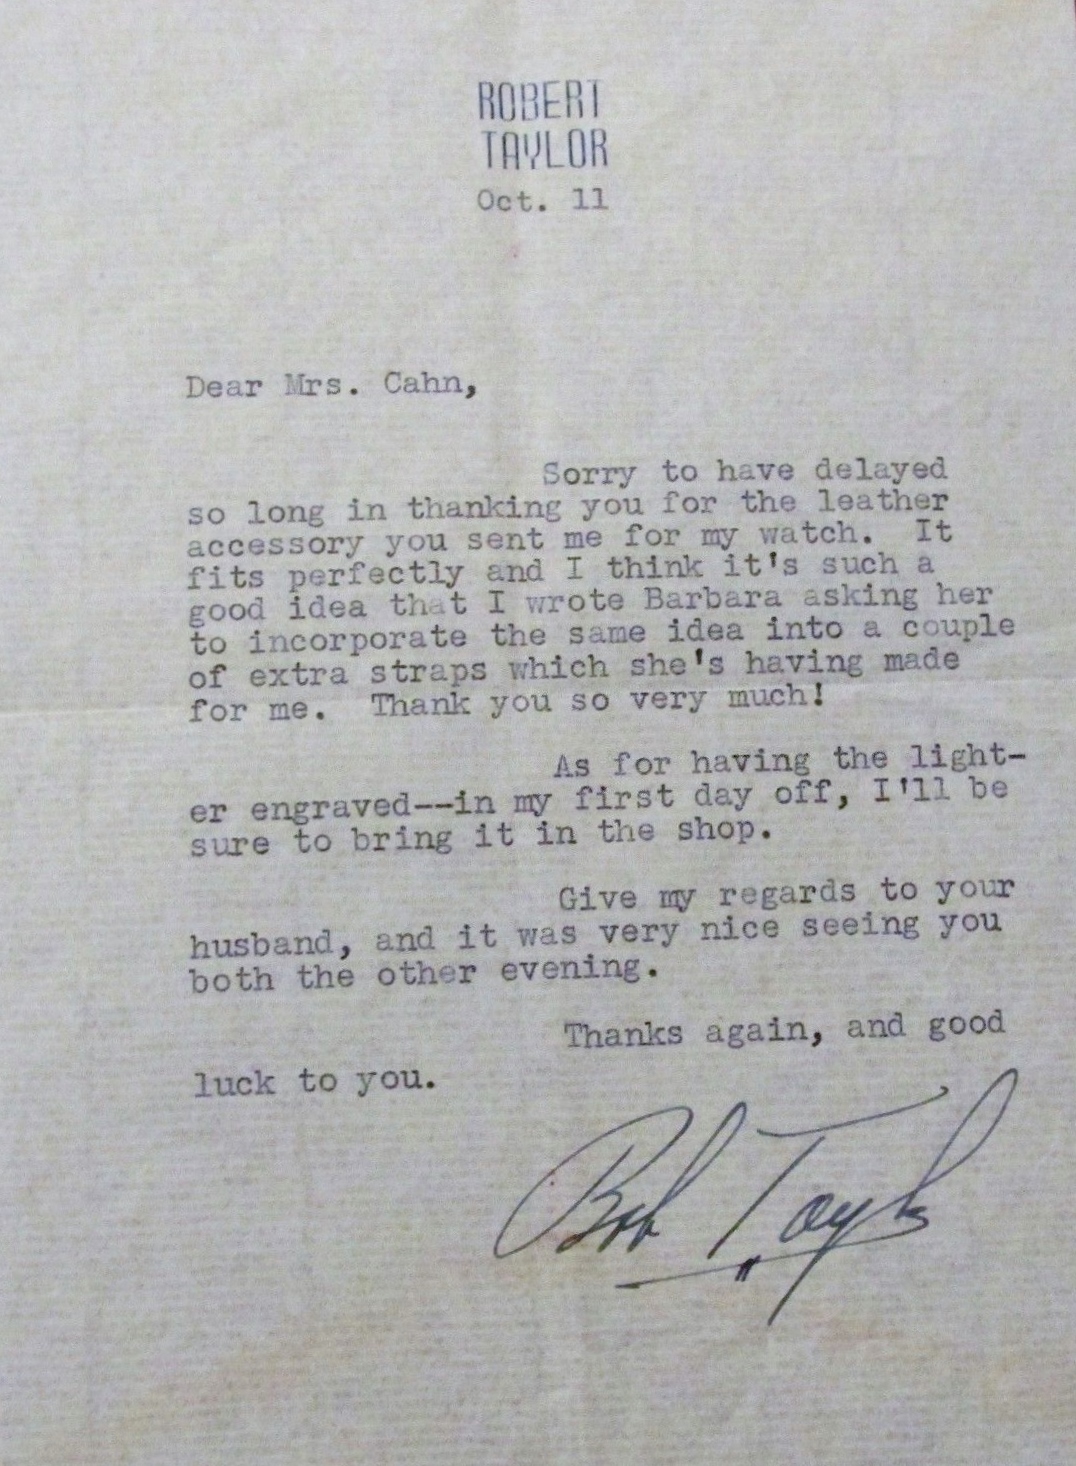 ROBERT
TAYLOR
Oct. 11
Dear Mrs. Cahn,
Sorry to have delayed
so long in thanking you for the leather
accessory you sent me for my watch. It
fits perfectly and I think it's such a
good idea that I wrote Barbara asking her
to incorporate the same idea into a couple
of extra straps which she's having made
for me. Thank you so very much!
As for having the light-
er engraved--in my first day off, I'll be
sure to bring it in the shop.
Give my regards to your
husband, and it was very nice seeing you
both the other evening.
Thanks again, and good
luck to you.
Bob Taylor